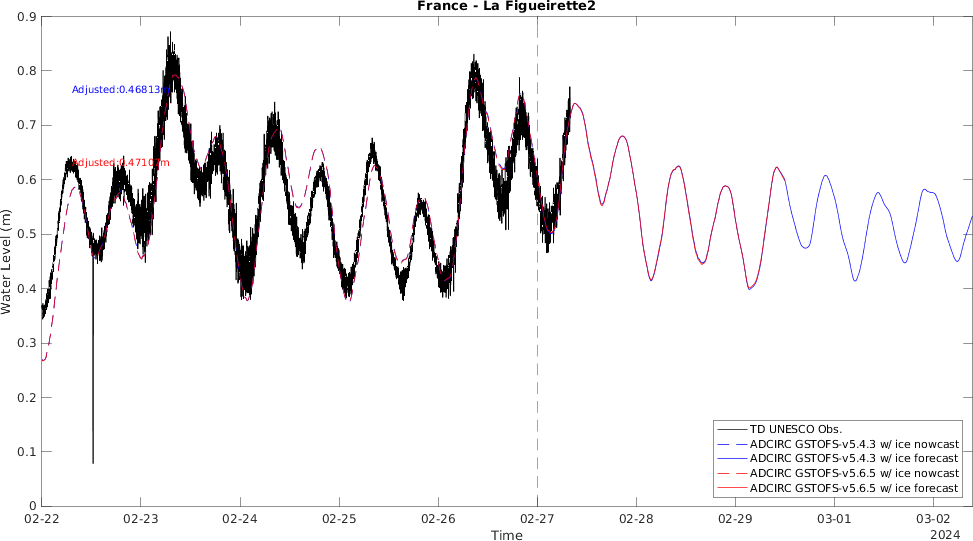 France - La Figueirette2
0.9
0.8
0.7
0.6
0.5
0.4
0.3
0.2
0.1
0
Water Level (m)
Adjusted:0.46813m
Adjusted:0.47107m
TD UNESCO Obs.
ADCIRC GSTOFS-v5.4.3 w/ ice nowcast
ADCIRC GSTOFS-v5.4.3 w/ ice forecast
ADCIRC GSTOFS-v5.6.5 w/ ice nowcast
ADCIRC GSTOFS-v5.6.5 w/ ice forecast
02-22 02-23 02-24 02-25 02-26 02-27 02-28 02-29 03-01 03-02
Time
2024